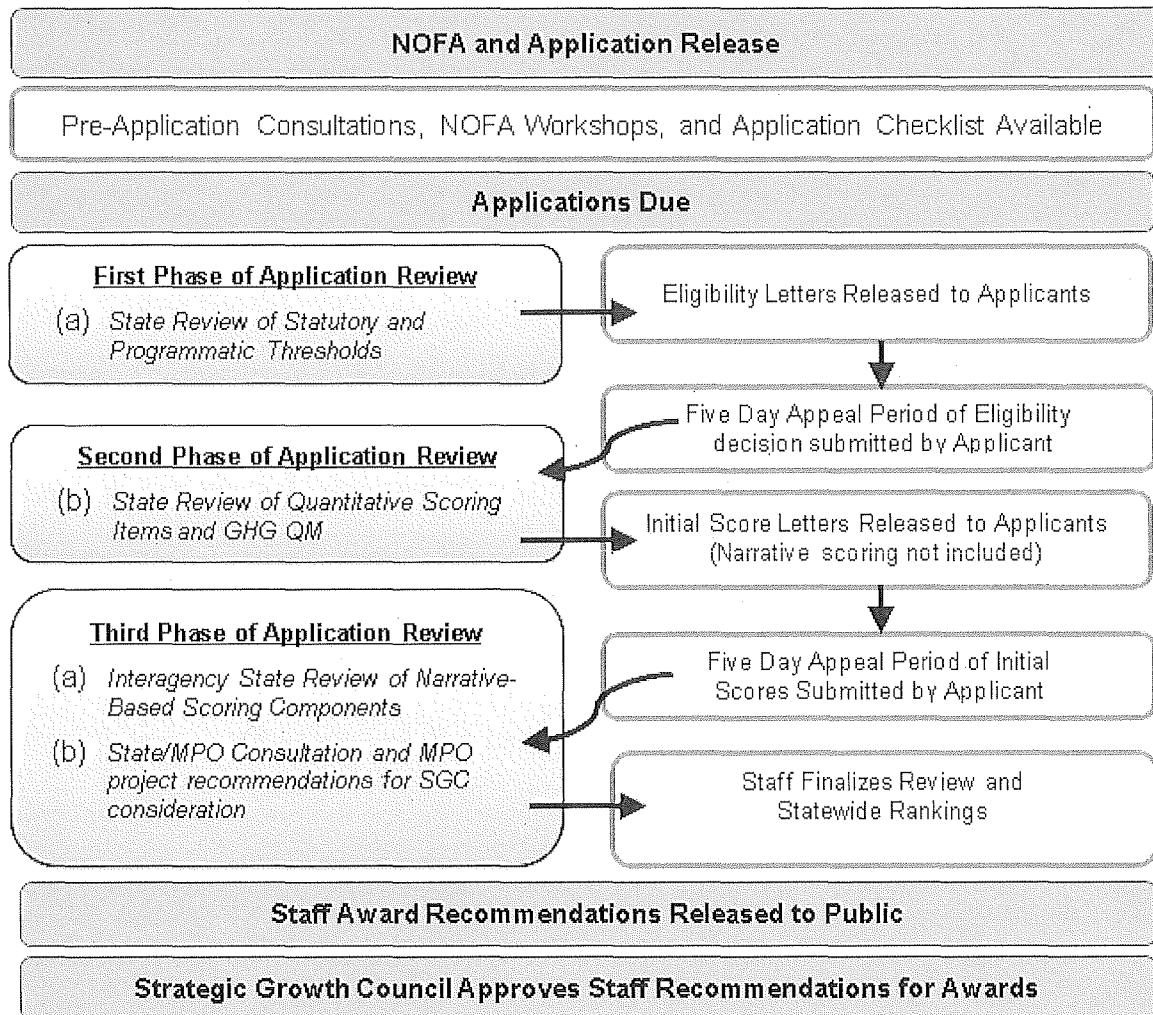 NOFA and Application Release
Pre-Application Consultations, NOFA Workshops, and Application Checklist Available
Applications Due
First Phase of Application Review
(a) State Review of Statutory and
Programmatic Thresholds
Eligibility Letters Released to Applicants
Five Day Appeal Period of Eligibility
decision submitted by Applicant
Second Phase of Application Review
(b) State Review of Quantitative Scoring
Items and GHG QM
Initial Score Letters Released to Applicants
(Narrative scoring not included)
Third Phase of Application Review
(a) Interagency State Review of Narrative-
Based Scoring Components
(b) State/MPO Consultation and MPO
project recommendations for SGC
consideration
Five Day Appeal Period of Initial
Scores Submitted by Applicant
Staff Finalizes Review and
Statewide Rankings
Staff Award Recommendations Released to Public
Strategic Growth Council Approves Staff Recommendations for Awards